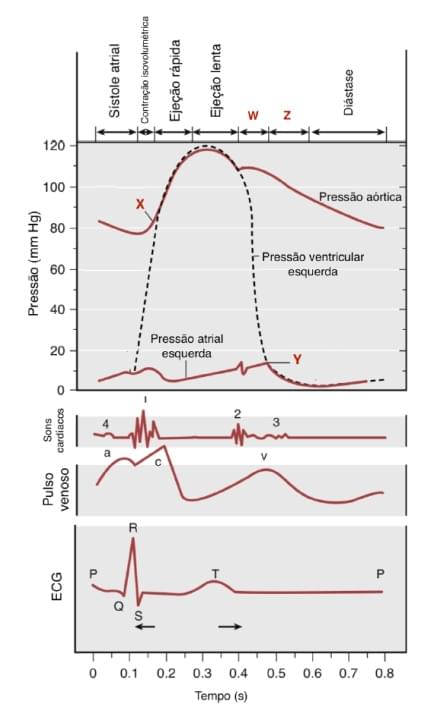 Sístole atrial
Contração isovolumétrica
Ejeção rápida
Ejeção lenta
W
Z
Diástase
Pressão (mm Hg)
120
100
80
60
40
20
0
X
Pressão aórtica
Pressão ventricular
esquerda
Pressão atrial
esquerda
Y
Sons
cardíacos
4
1
2
3
Pulso
venoso
a
c
v
ECG
P
Q
R
S
T
P
0
0.1
0.2
0.3
0.4
0.5
0.6
0.7
0.8
Tempo (s)